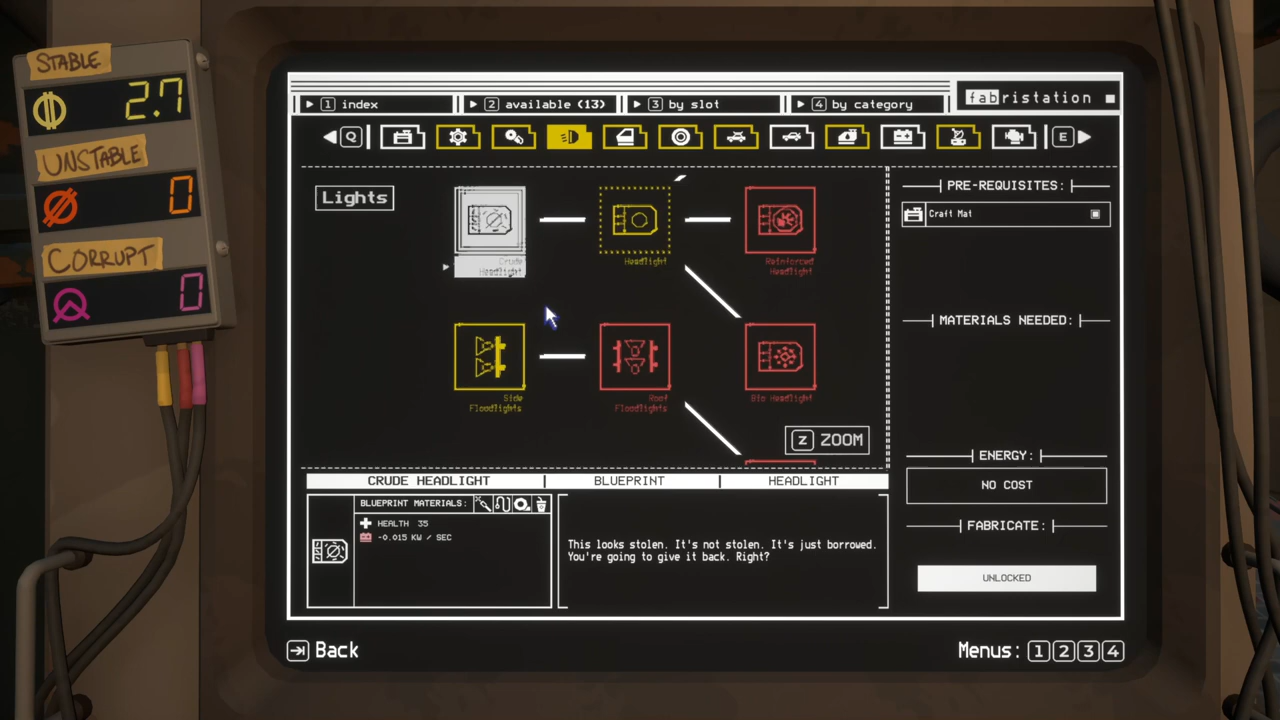 STABLE
2.7
UNSTABLE
0
CORRUPT
0
1 index
2 available (13)
3 by slot
4 by category
fabristation
Q
E
Lights
Crude
Headlight
Headlight
Reinforced
Headlight
Side
Floodlights
Roof
Floodlights
Bio Headlight
Z ZOOM
PRE-REQUISITES:
Craft Mat
MATERIALS NEEDED:
ENERGY:
NO COST
FABRICATE:
UNLOCKED
CRUDE HEADLIGHT
BLUEPRINT
HEADLIGHT
BLUEPRINT MATERIALS:
HEALTH 35
-0.015 KW / SEC
This looks stolen. It's not stolen. It's just borrowed.
You're going to give it back. Right?
Back
Menus: 1 2 3 4